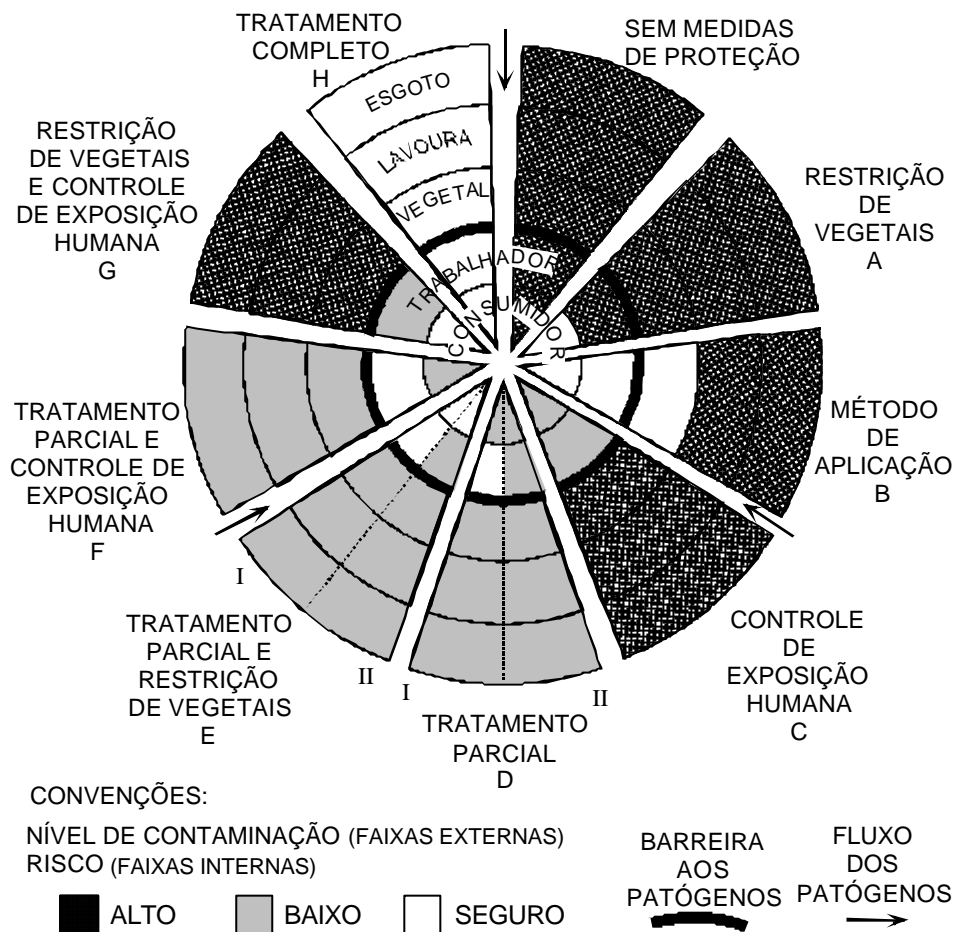 TRATAMENTO
COMPLETO
H
SEM MEDIDAS
DE PROTEÇÃO
ESGOTO
LAVOURA
VEGETAL
TRABALHADOR
CONSUMIDOR
RESTRIÇÃO
DE VEGETAIS
E CONTROLE
DE EXPOSIÇÃO
HUMANA
G
RESTRIÇÃO
DE
VEGETAIS
A
TRATAMENTO
PARCIAL E
CONTROLE DE
EXPOSIÇÃO
HUMANA
F
MÉTODO
DE
APLICAÇÃO
B
I
TRATAMENTO
PARCIAL E
RESTRIÇÃO
DE VEGETAIS
E
II
I
II
TRATAMENTO
PARCIAL
D
CONTROLE
DE
EXPOSIÇÃO
HUMANA
C
CONVENÇÕES:
NÍVEL DE CONTAMINAÇÃO (FAIXAS EXTERNAS)
RISCO (FAIXAS INTERNAS)
ALTO
BAIXO
SEGURO
BARREIRA
AOS
PATÓGENOS
FLUXO
DOS
PATÓGENOS